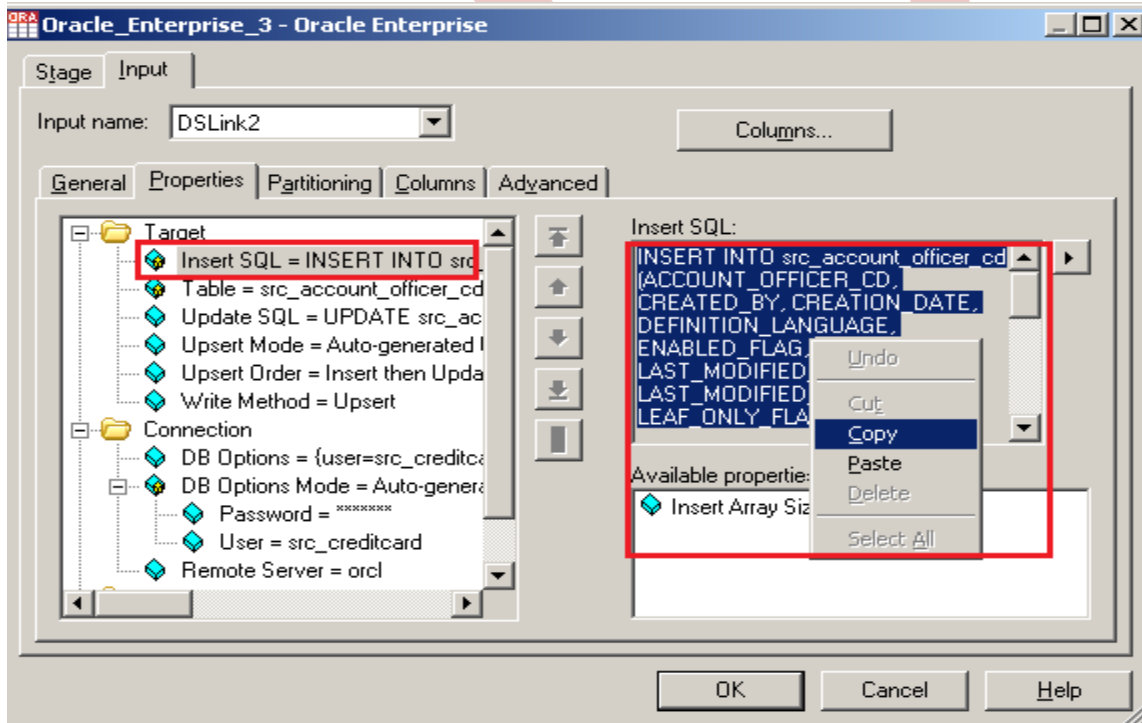 ORA Oracle_Enterprise_3 - Oracle Enterprise
Stage Input
Input name: DSLink2 Columns...
General Properties Partitioning Columns Advanced
Target
Insert SQL = INSERT INTO src_
Table = src_account_officer_cd
Update SQL = UPDATE src_ac
Upsert Mode = Auto-generated
Upsert Order = Insert then Upda
Write Method = Upsert
Connection
DB Options = {user=src_creditca
DB Options Mode = Auto-genera
Password = *******
User = src_creditcard
Remote Server = orcl
Insert SQL:
INSERT INTO src_account_officer_cd
(ACCOUNT_OFFICER_CD,
CREATED_BY, CREATION_DATE,
DEFINITION_LANGUAGE,
ENABLED_FLAG,
LAST_MODIFIED
LAST_MODIFIED
LEAF_ONLY_FLA
Undo
Cut
Copy
Paste
Delete
Select All
Available propertie
Insert Array Siz
OK Cancel Help